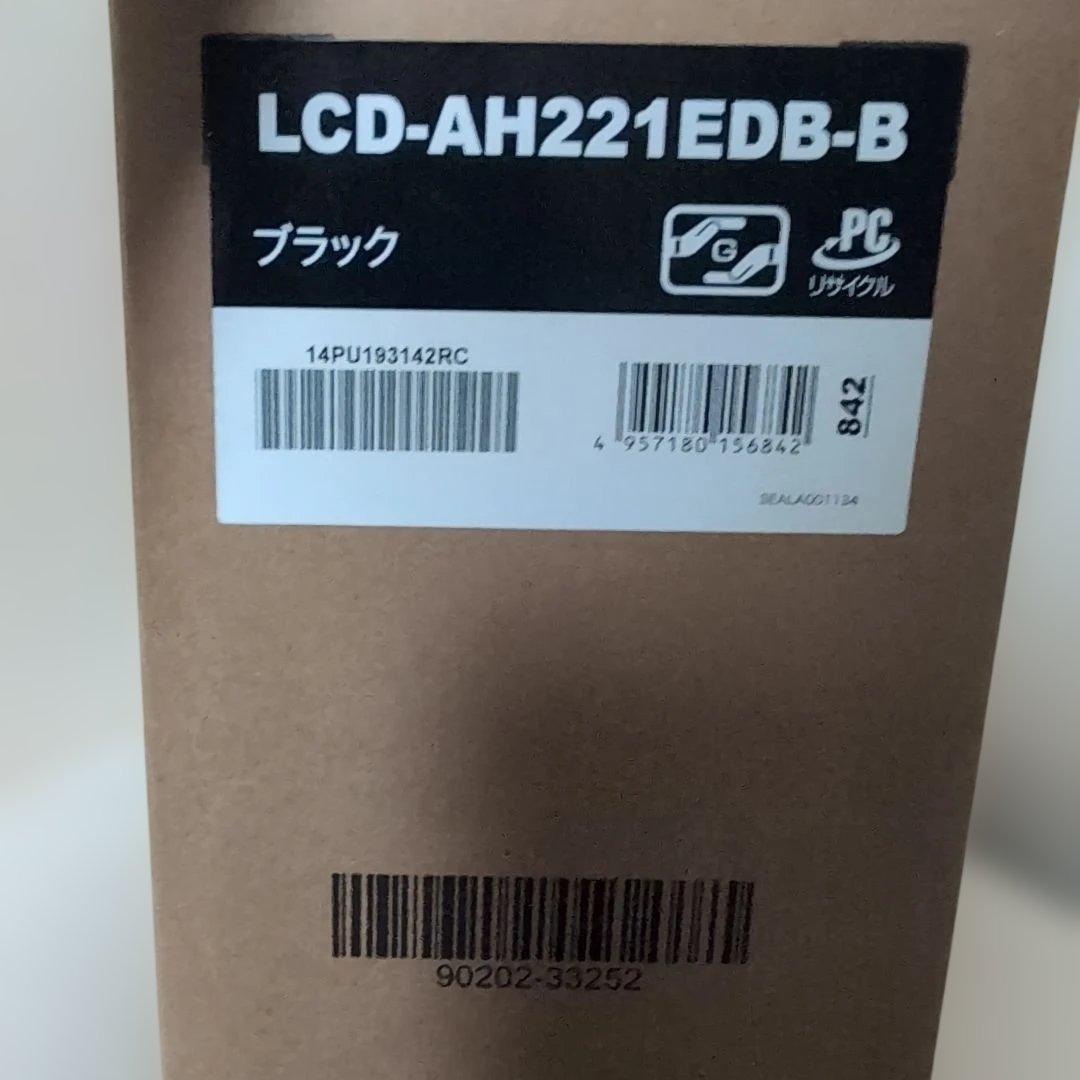 LCD-AH221EDB-B
ブラック
G
PC
リサイクル
14PU193142RC
4 957180 156842
842
SEALA001134
90202-33252